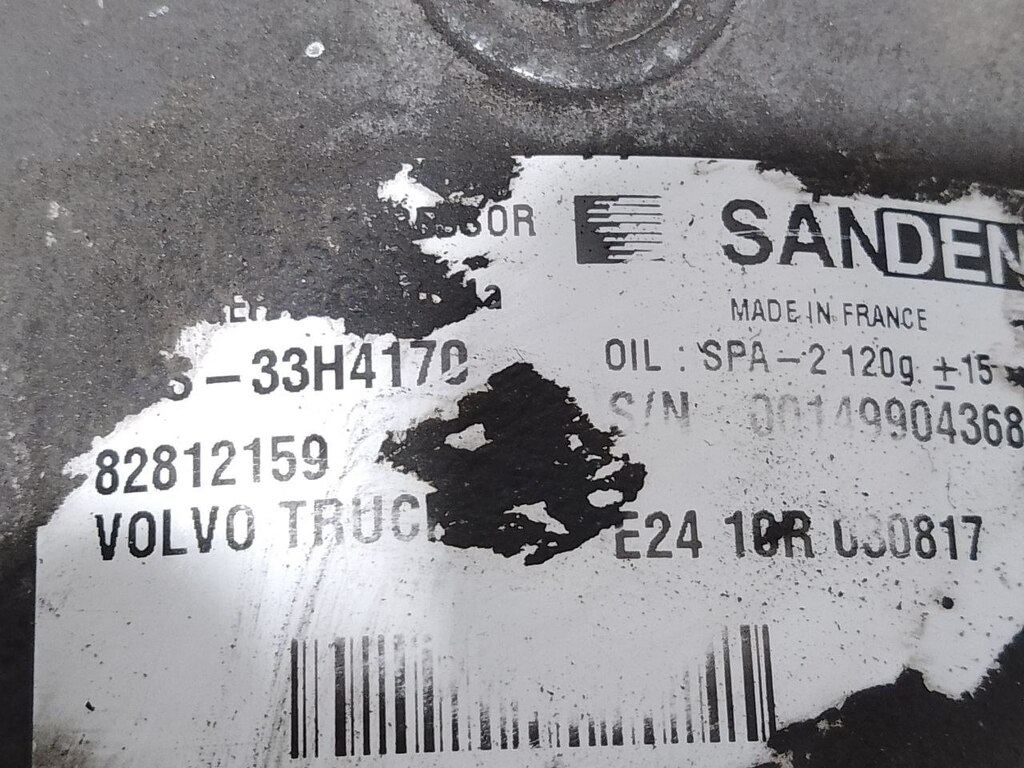 SANDEN
MADE IN FRANCE
OIL : SPA-2 120g ±15
-33H4170
S/N 00149904368
82812159
VOLVO
E24 10R 030817